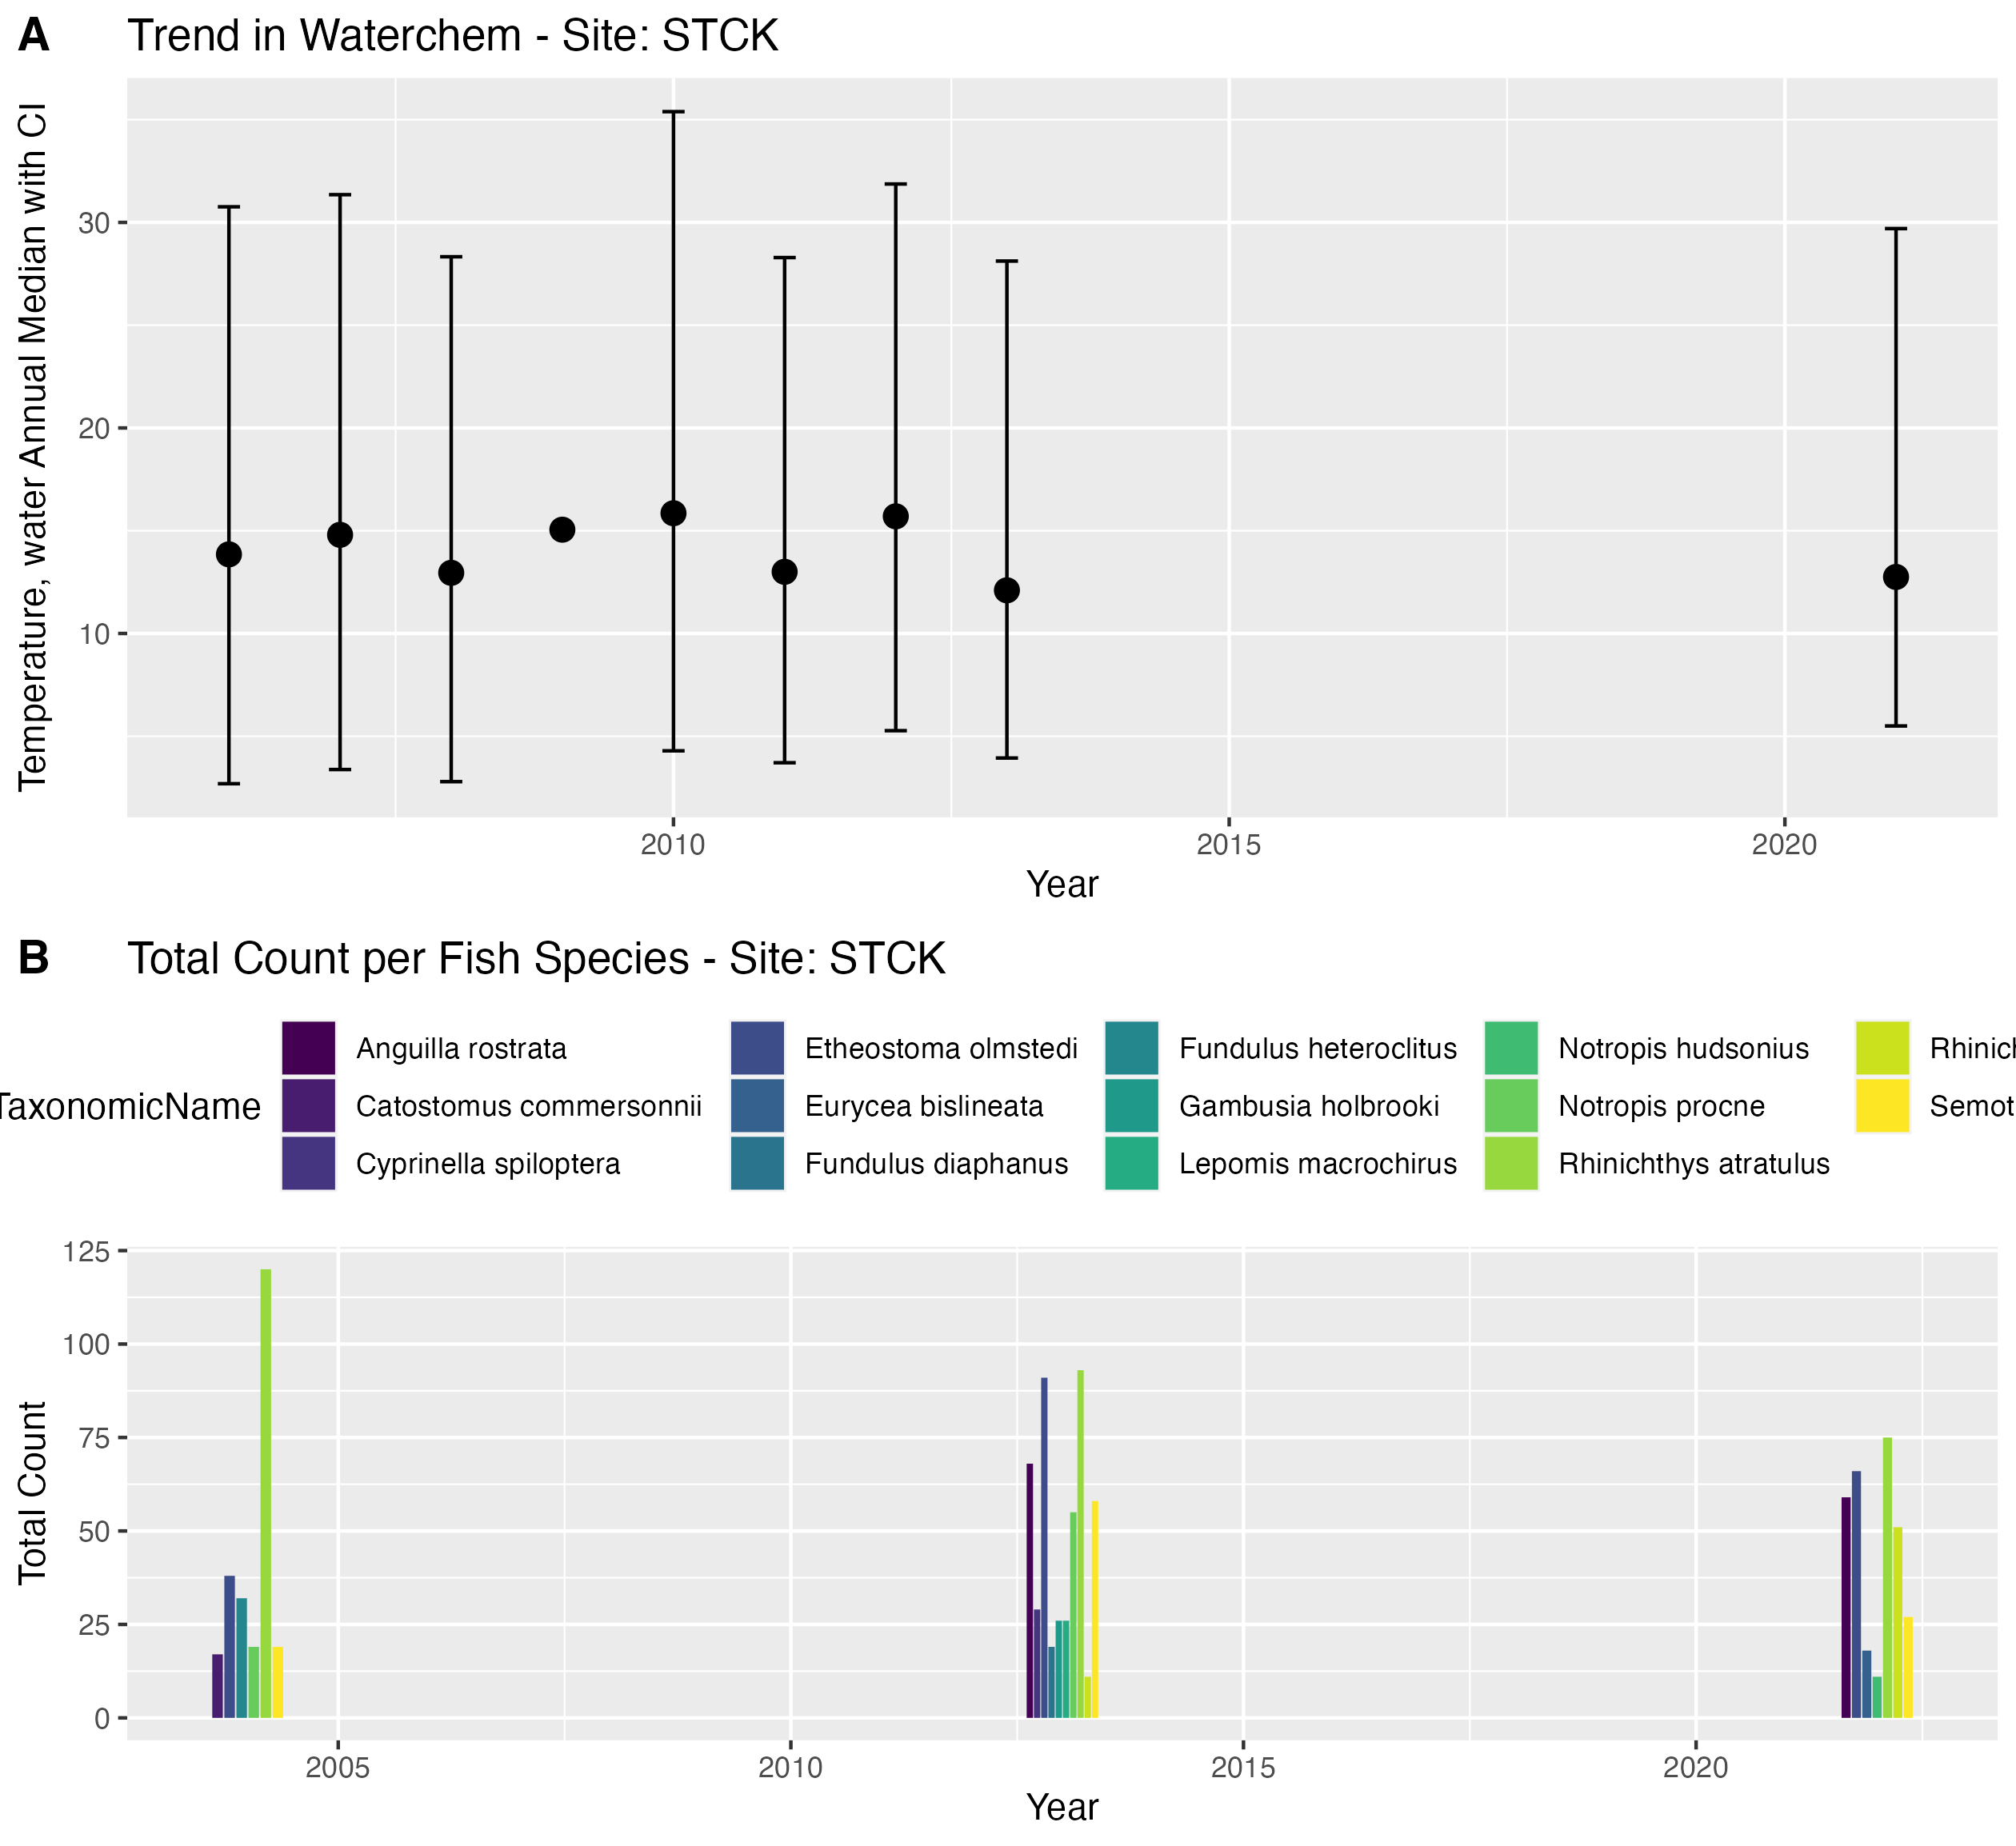 A Trend in Waterchem - Site: STCK
Temperature, water Annual Median with CI
30
20
10
2010 2015 2020
Year
B Total Count per Fish Species - Site: STCK
TaxonomicName
Anguilla rostrata Etheostoma olmstedi Fundulus heteroclitus Notropis hudsonius Rhinich
Catostomus commersonnii Eurycea bislineata Gambusia holbrooki Notropis procne Semot
Cyprinella spiloptera Fundulus diaphanus Lepomis macrochirus Rhinichthys atratulus
Total Count
125
100
75
50
25
0
2005 2010 2015 2020
Year